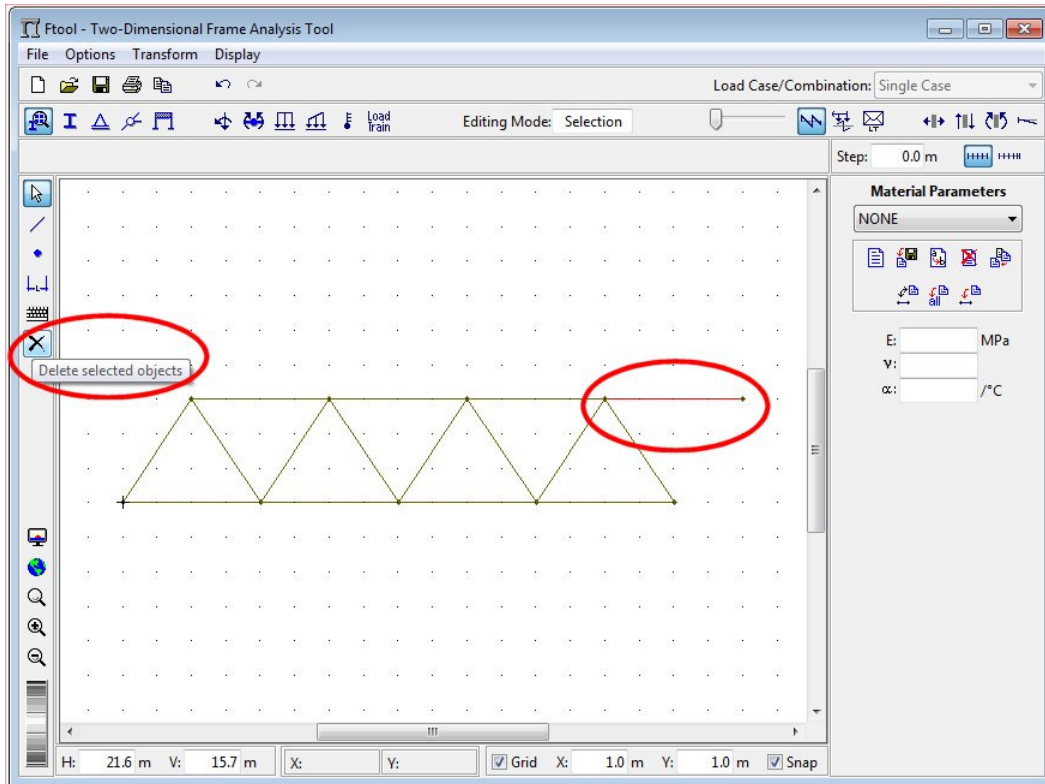 Ftool - Two-Dimensional Frame Analysis Tool
File Options Transform Display
Load Case/Combination: Single Case
Load Train
Editing Mode: Selection
LT
Step: 0.0 m
Material Parameters
NONE
L
all
Delete selected objects
E: MPa
ν:
α: /°C
H: 21.6 m V: 15.7 m X: Y: Grid X: 1.0 m Y: 1.0 m Snap